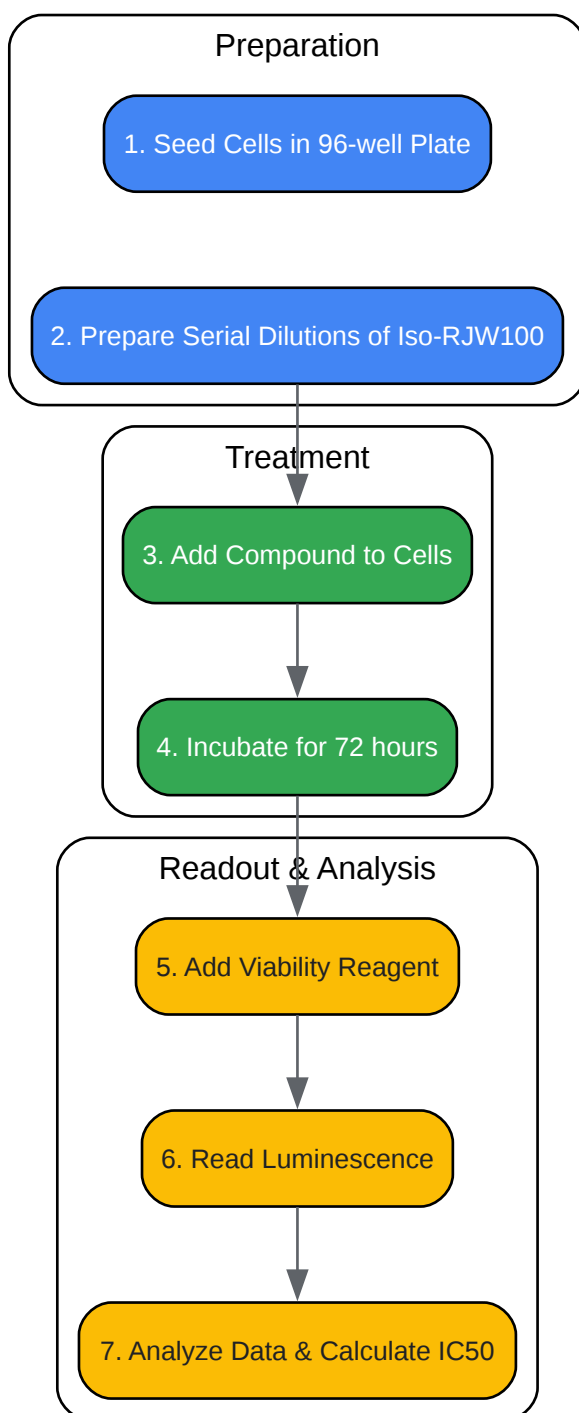 Preparation
1. Seed Cells in 96-well Plate
2. Prepare Serial Dilutions of Iso-RJW100
Treatment
3. Add Compound to Cells
4. Incubate for 72 hours
Readout & Analysis
5. Add Viability Reagent
6. Read Luminescence
7. Analyze Data & Calculate IC50